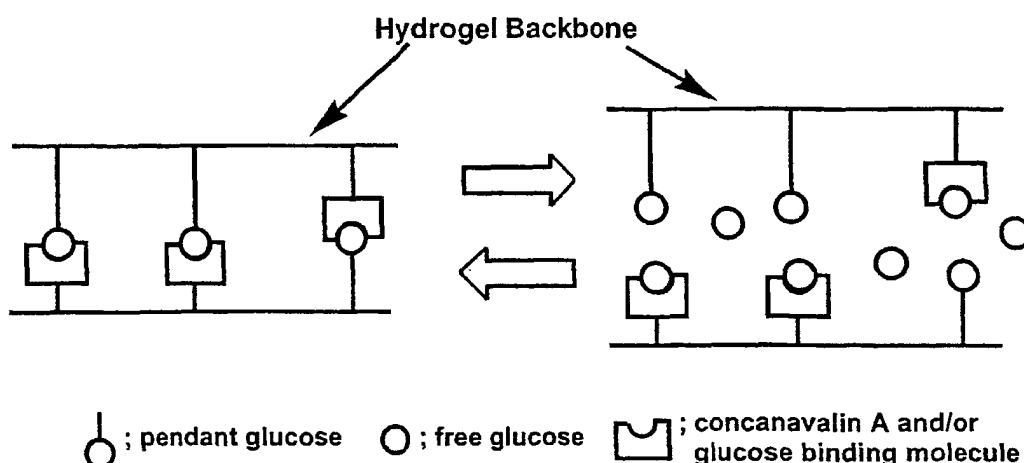 Hydrogel Backbone
; pendant glucose
; free glucose
; concanavalin A and/or
glucose binding molecule